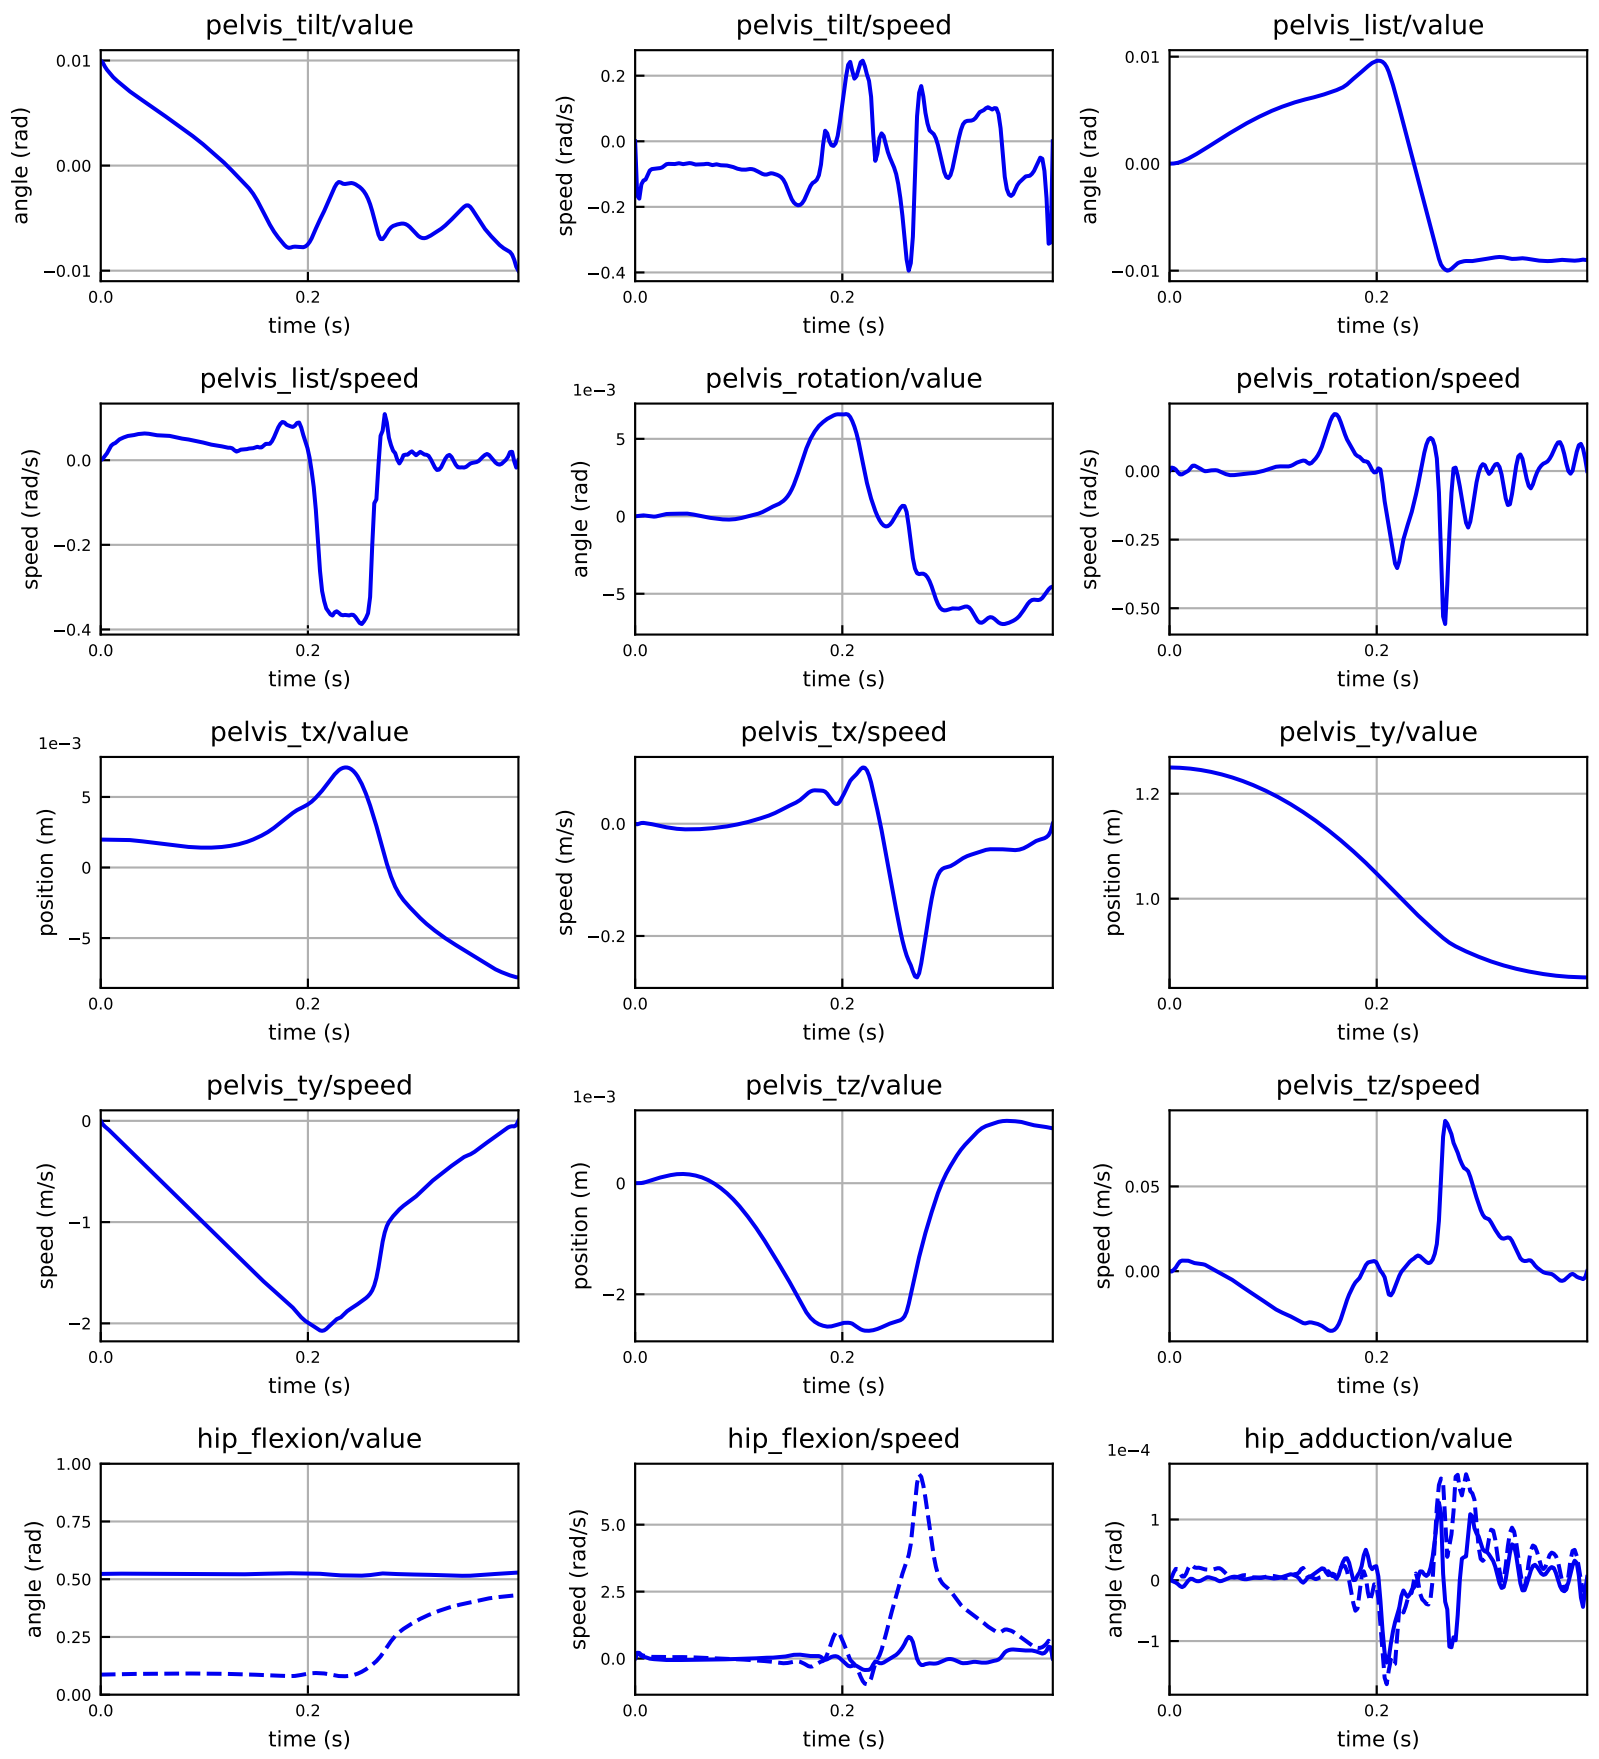 pelvis_tilt/value
angle (rad)
0.01
0.00
−0.01
0.0
0.2
time (s)
pelvis_tilt/speed
speed (rad/s)
0.2
0.0
−0.2
−0.4
0.0
0.2
time (s)
pelvis_list/value
angle (rad)
0.01
0.00
−0.01
0.0
0.2
time (s)
pelvis_list/speed
speed (rad/s)
0.0
−0.2
−0.4
0.0
0.2
time (s)
pelvis_rotation/value
1e−3
angle (rad)
5
0
−5
0.0
0.2
time (s)
pelvis_rotation/speed
speed (rad/s)
0.00
−0.25
−0.50
0.0
0.2
time (s)
pelvis_tx/value
1e−3
position (m)
5
0
−5
0.0
0.2
time (s)
pelvis_tx/speed
speed (m/s)
0.0
−0.2
0.0
0.2
time (s)
pelvis_ty/value
position (m)
1.2
1.0
0.0
0.2
time (s)
pelvis_ty/speed
speed (m/s)
0
−1
−2
0.0
0.2
time (s)
pelvis_tz/value
1e−3
position (m)
0
−2
0.0
0.2
time (s)
pelvis_tz/speed
speed (m/s)
0.05
0.00
0.0
0.2
time (s)
hip_flexion/value
angle (rad)
1.00
0.75
0.50
0.25
0.00
0.0
0.2
time (s)
hip_flexion/speed
speed (rad/s)
5.0
2.5
0.0
0.0
0.2
time (s)
hip_adduction/value
1e−4
angle (rad)
1
0
−1
0.0
0.2
time (s)